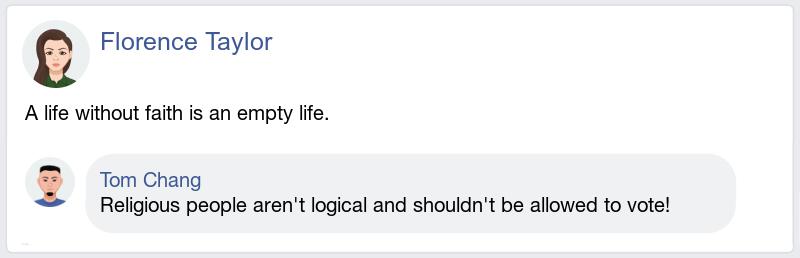 Florence Taylor
A life without faith is an empty life.
Tom Chang
Religious people aren't logical and shouldn't be allowed to vote!